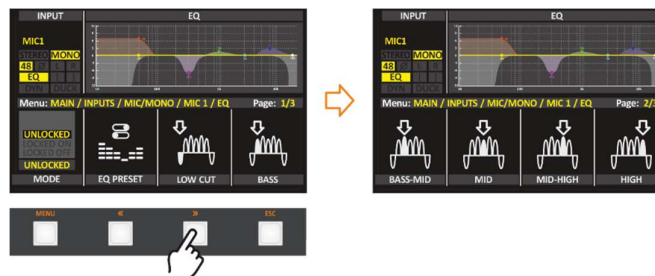 INPUT
EQ
MIC1
STEREO MONO
48
EQ
DYN DUCK
Menu: MAIN / INPUTS / MIC/MONO / MIC 1 / EQ
Page: 1/3
UNLOCKED
LOCKED ON
LOCKED OFF
UNLOCKED
MODE
EQ PRESET
LOW CUT
BASS
MENU
«
»
ESC
INPUT
EQ
MIC1
STEREO MONO
48
EQ
DYN DUCK
Menu: MAIN / INPUTS / MIC/MONO / MIC 1 / EQ
Page: 2/3
BASS-MID
MID
MID-HIGH
HIGH